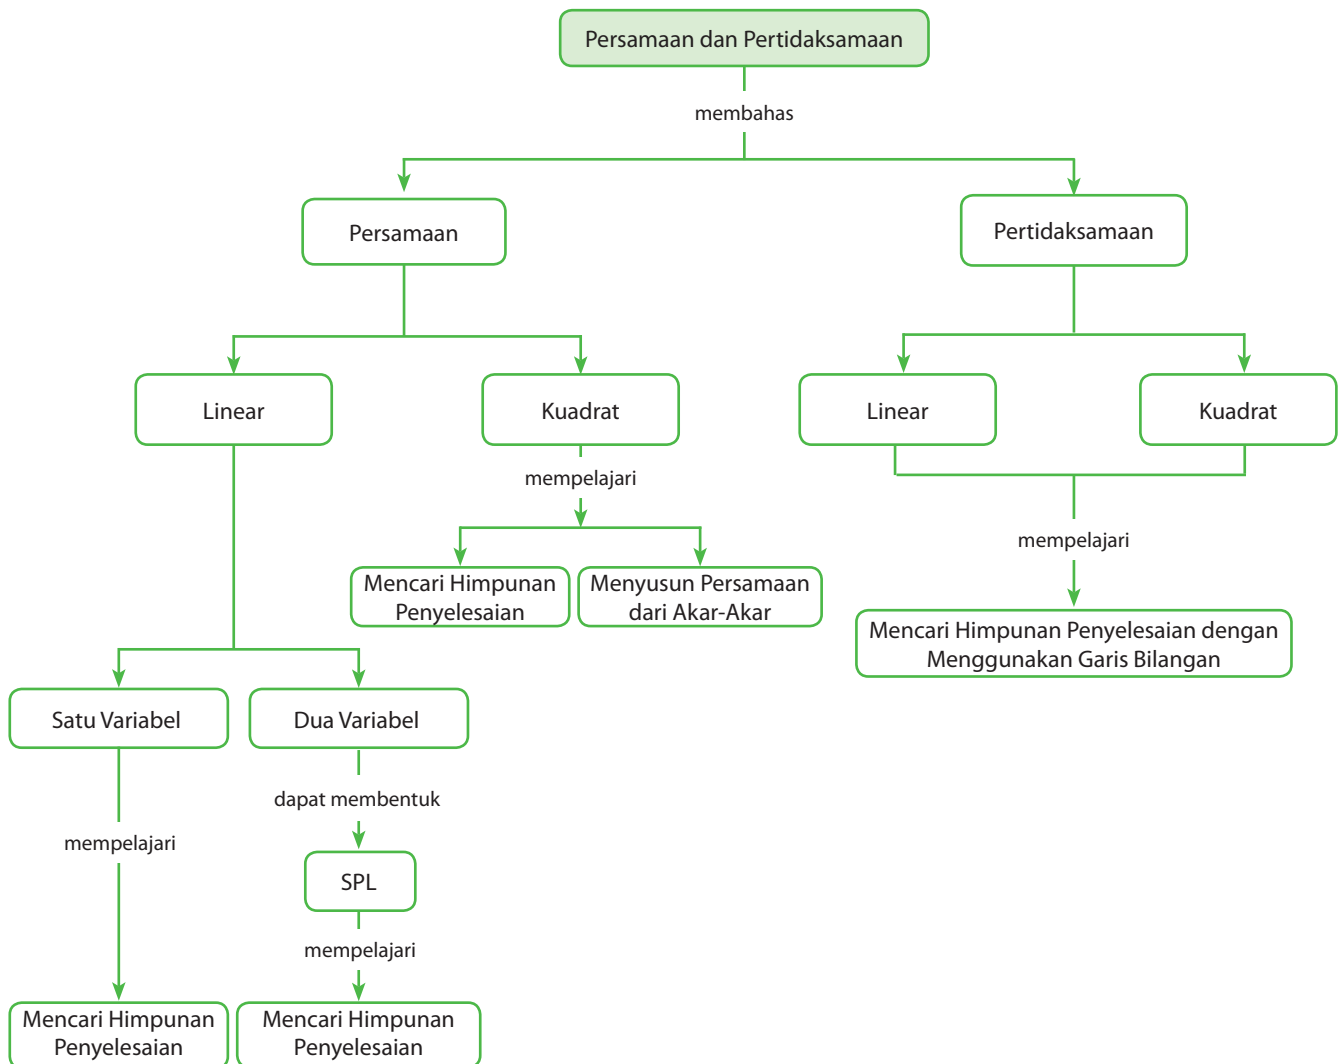 Persamaan dan Pertidaksamaan
membahas
Persamaan
Pertidaksamaan
Linear
Kuadrat
Linear
Kuadrat
mempelajari
mempelajari
Mencari Himpunan
Penyelesaian
Menyusun Persamaan
dari Akar-Akar
Mencari Himpunan Penyelesaian dengan
Menggunakan Garis Bilangan
Satu Variabel
Dua Variabel
dapat membentuk
mempelajari
SPL
mempelajari
Mencari Himpunan
Penyelesaian
Mencari Himpunan
Penyelesaian